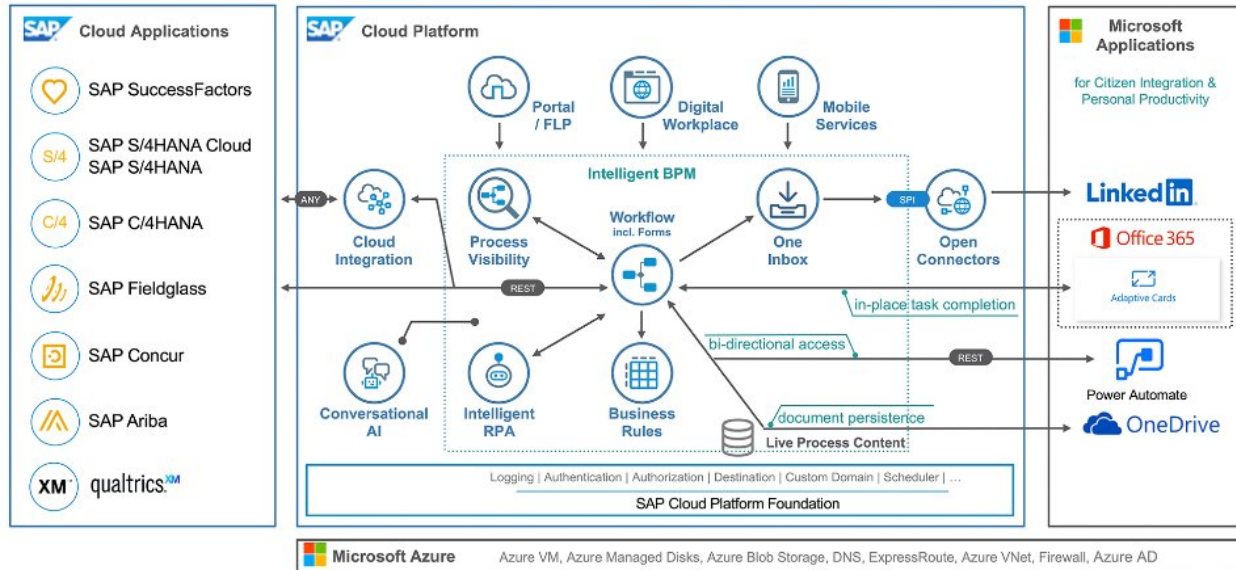 SAP Cloud Applications
SAP SuccessFactors
S/4
SAP S/4HANA Cloud
SAP S/4HANA
C/4
SAP C/4HANA
SAP Fieldglass
SAP Concur
SAP Ariba
XM
qualtrics.XM
SAP Cloud Platform
Portal
/ FLP
Digital
Workplace
Mobile
Services
Intelligent BPM
ANY
Cloud
Integration
Process
Visibility
Workflow
incl. Forms
One
Inbox
SPI
Open
Connectors
REST
in-place task completion
bi-directional access
REST
Conversational
AI
Intelligent
RPA
Business
Rules
document persistence
Live Process Content
Logging | Authentication | Authorization | Destination | Custom Domain | Scheduler | ...
SAP Cloud Platform Foundation
Microsoft
Applications
for Citizen Integration &
Personal Productivity
Linked in
Office 365
Adaptive Cards
Power Automate
OneDrive
Microsoft Azure
Azure VM, Azure Managed Disks, Azure Blob Storage, DNS, ExpressRoute, Azure VNet, Firewall, Azure AD